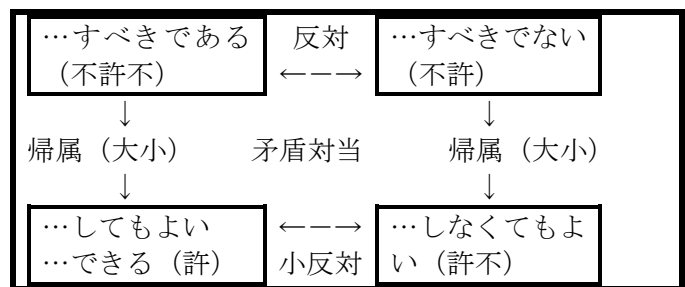 …すべきである 反対 …すべきでない
（不許不） ←−→ （不許）
↓ ↓
帰属（大小） 矛盾対当 帰属（大小）
↓ ↓
…してもよい ←−→ …しなくてもよ
…できる（許） 小反対 い（許不）